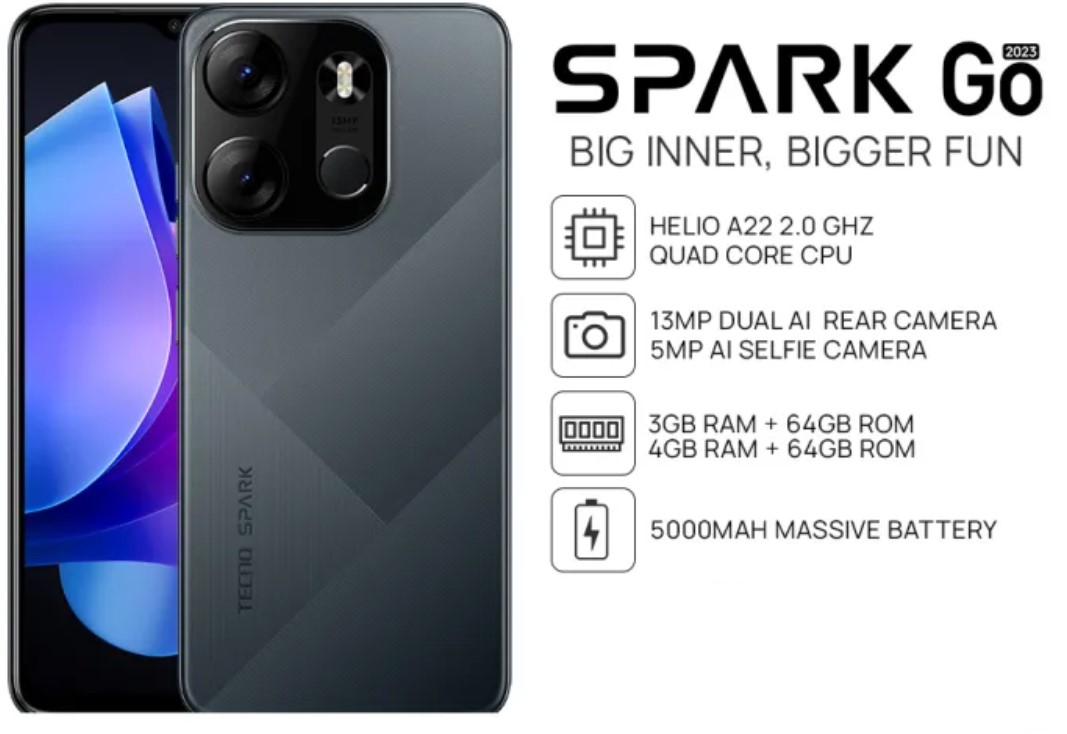 SPARK Go 2023
BIG INNER, BIGGER FUN
HELIO A22 2.0 GHZ
QUAD CORE CPU
13MP DUAL AI REAR CAMERA
5MP AI SELFIE CAMERA
3GB RAM + 64GB ROM
4GB RAM + 64GB ROM
5000MAH MASSIVE BATTERY
13MP
TECNO SPARK